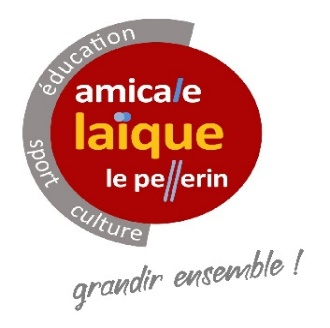 éducation
sport
culture
amicale
laïque
le pellerin
grandir ensemble !